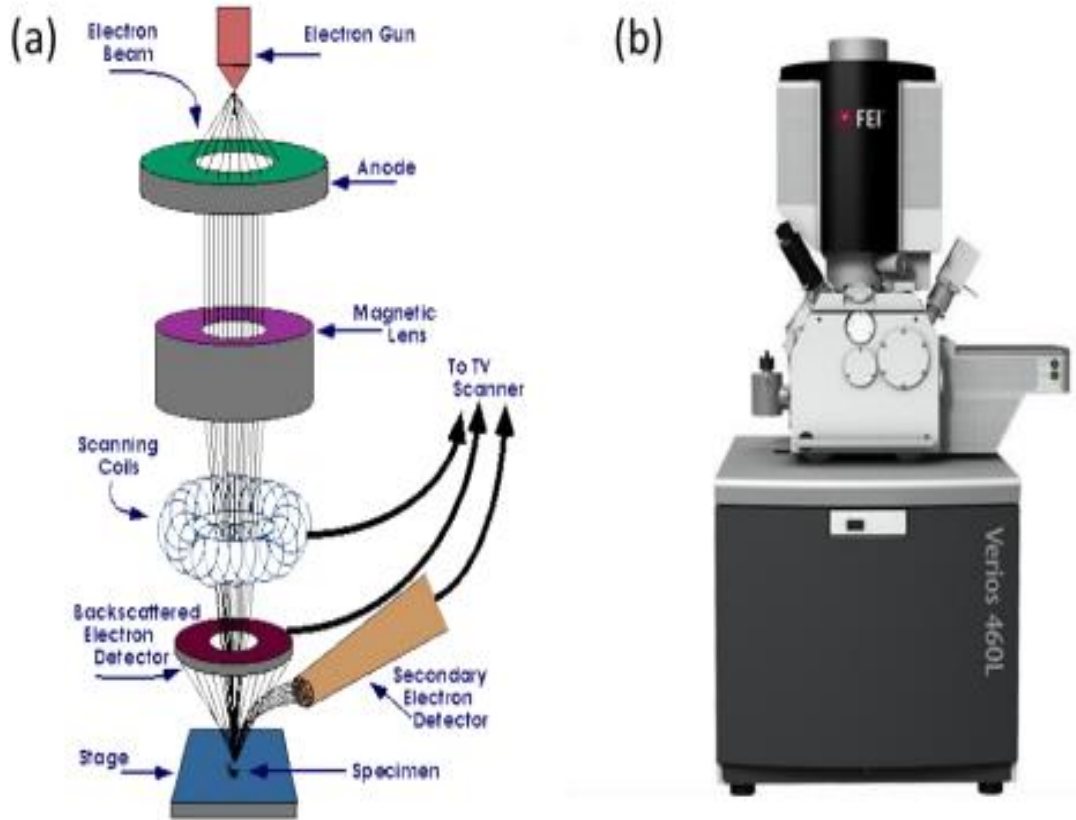 (a)
Electron
Beam
Electron Gun
Anode
Magnetic
Lens
To TV
Scanner
Scanning
Coils
Backscattered
Electron
Detector
Secondary
Electron
Detector
Stage
Specimen
(b)
FEI
Verios 460L